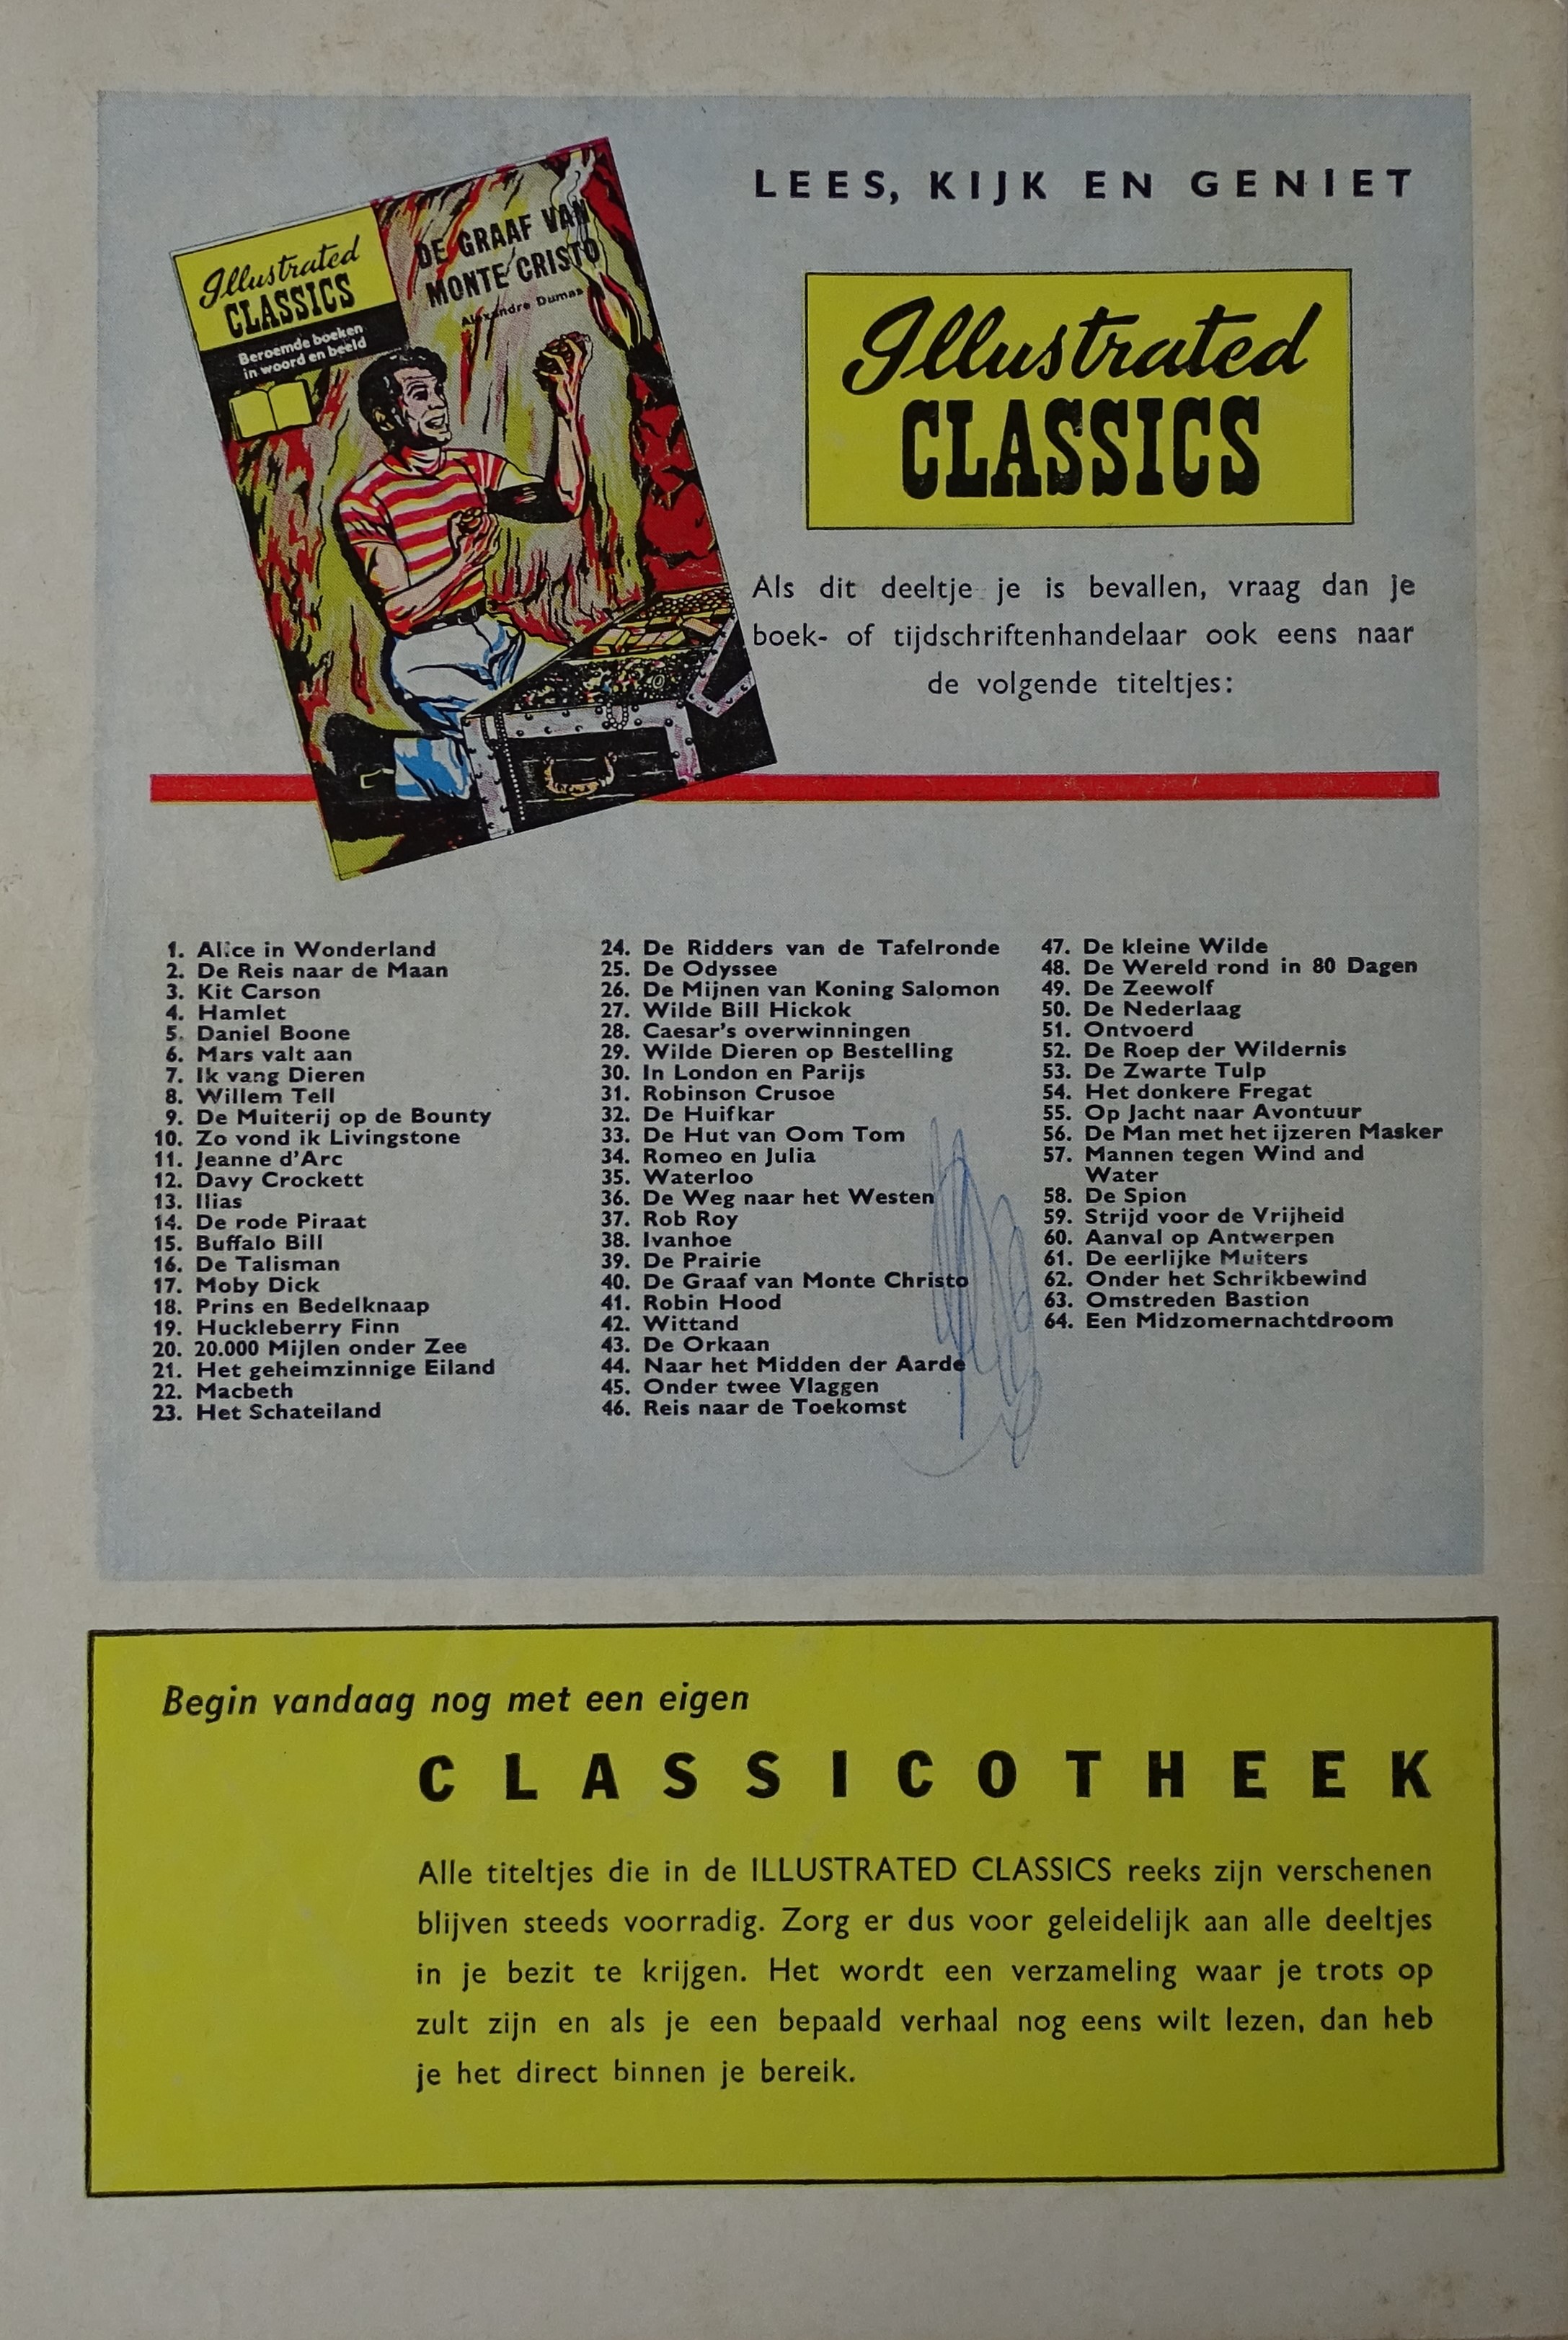 LEES, KIJK EN GENIET
Illustrated
CLASSICS
Beroemde boeken
in woord en beeld
DE GRAAF VAN
MONTE CRISTO
Alexandre Dumas
Illustrated
CLASSICS
Als dit deeltje je is bevallen, vraag dan je
boek- of tijdschriftenhandelaar ook eens naar
de volgende titeltjes:
1. Alice in Wonderland
2. De Reis naar de Maan
3. Kit Carson
4. Hamlet
5. Daniel Boone
6. Mars valt aan
7. Ik vang Dieren
8. Willem Tell
9. De Muiterij op de Bounty
10. Zo vond ik Livingstone
11. Jeanne d'Arc
12. Davy Crockett
13. Ilias
14. De rode Piraat
15. Buffalo Bill
16. De Talisman
17. Moby Dick
18. Prins en Bedelknaap
19. Huckleberry Finn
20. 20.000 Mijlen onder Zee
21. Het geheimzinnige Eiland
22. Macbeth
23. Het Schateiland
24. De Ridders van de Tafelronde
25. De Odyssee
26. De Mijnen van Koning Salomon
27. Wilde Bill Hickok
28. Caesar's overwinningen
29. Wilde Dieren op Bestelling
30. In London en Parijs
31. Robinson Crusoe
32. De Huifkar
33. De Hut van Oom Tom
34. Romeo en Julia
35. Waterloo
36. De Weg naar het Westen
37. Rob Roy
38. Ivanhoe
39. De Prairie
40. De Graaf van Monte Christo
41. Robin Hood
42. Wittand
43. De Orkaan
44. Naar het Midden der Aarde
45. Onder twee Vlaggen
46. Reis naar de Toekomst
47. De kleine Wilde
48. De Wereld rond in 80 Dagen
49. De Zeewolf
50. De Nederlaag
51. Ontvoerd
52. De Roep der Wildernis
53. De Zwarte Tulp
54. Het donkere Fregat
55. Op Jacht naar Avontuur
56. De Man met het ijzeren Masker
57. Mannen tegen Wind and
Water
58. De Spion
59. Strijd voor de Vrijheid
60. Aanval op Antwerpen
61. De eerlijke Muiters
62. Onder het Schrikbewind
63. Omstreden Bastion
64. Een Midzomernachtdroom
Begin vandaag nog met een eigen
CLASSICOTHEEK
Alle titeltjes die in de ILLUSTRATED CLASSICS reeks zijn verschenen
blijven steeds voorradig. Zorg er dus voor geleidelijk aan alle deeltjes
in je bezit te krijgen. Het wordt een verzameling waar je trots op
zult zijn en als je een bepaald verhaal nog eens wilt lezen, dan heb
je het direct binnen je bereik.